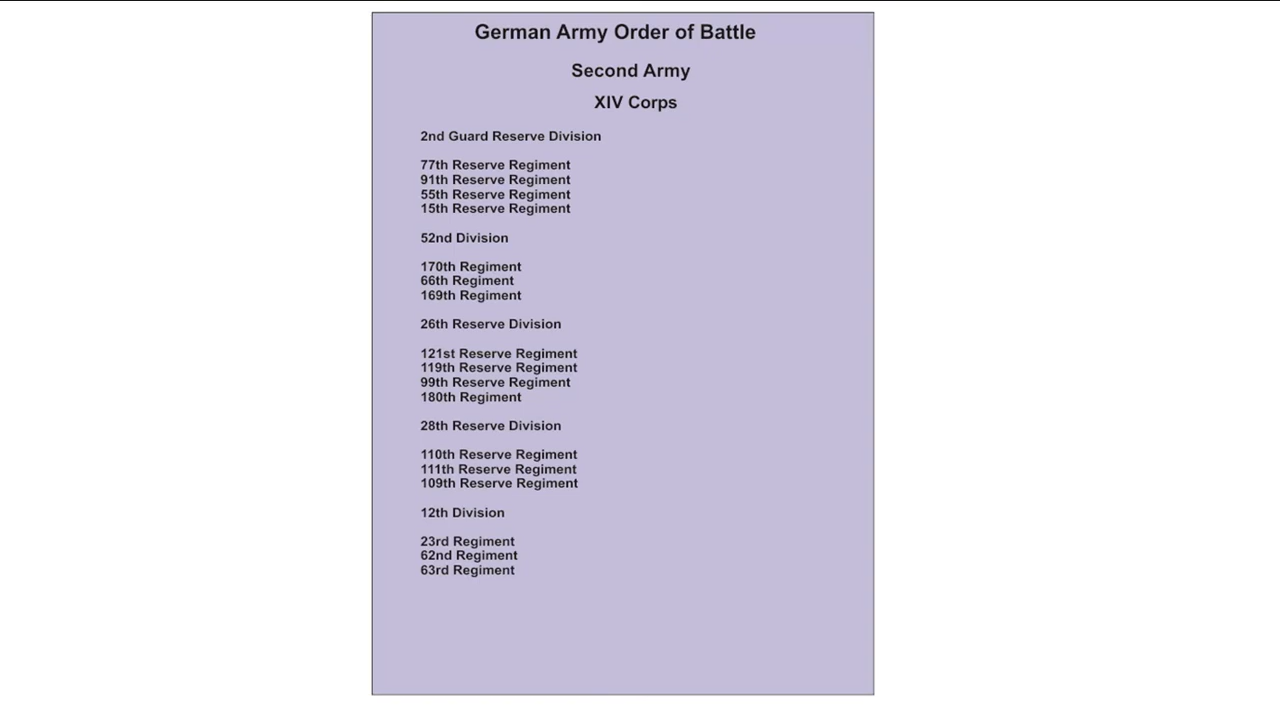 German Army Order of Battle
Second Army
XIV Corps
2nd Guard Reserve Division
77th Reserve Regiment
91th Reserve Regiment
55th Reserve Regiment
15th Reserve Regiment
52nd Division
170th Regiment
66th Regiment
169th Regiment
26th Reserve Division
121st Reserve Regiment
119th Reserve Regiment
99th Reserve Regiment
180th Regiment
28th Reserve Division
110th Reserve Regiment
111th Reserve Regiment
109th Reserve Regiment
12th Division
23rd Regiment
62nd Regiment
63rd Regiment